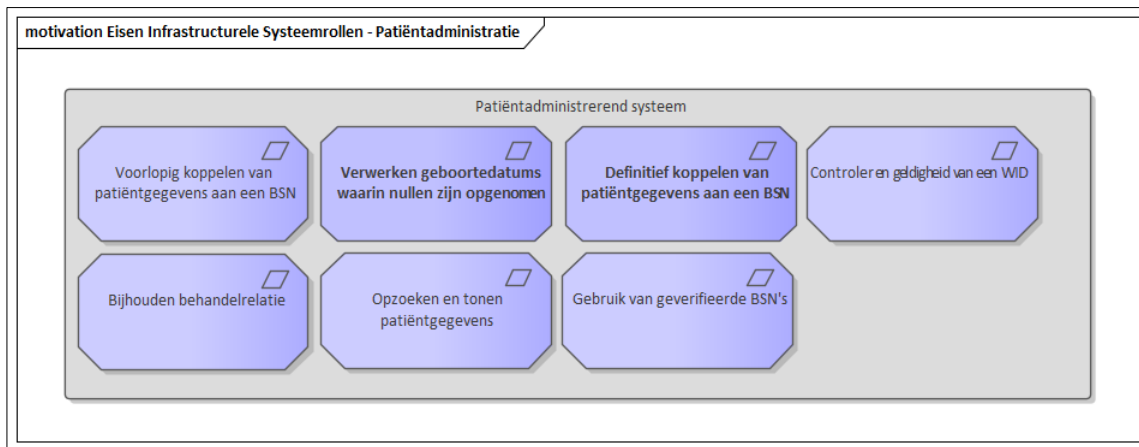 motivation Eisen Infrastructurele Systeemrollen - Patiëntadministratie
Patiëntadministrerend systeem
Voorlopig koppelen van
patiëntgegevens aan een BSN
Verwerken geboortedatums
waarin nullen zijn opgenomen
Definitief koppelen van
patiëntgegevens aan een BSN
Controleren geldigheid van een WID
Bijhouden behandelrelatie
Opzoeken en tonen
patiëntgegevens
Gebruik van geverifieerde BSN's